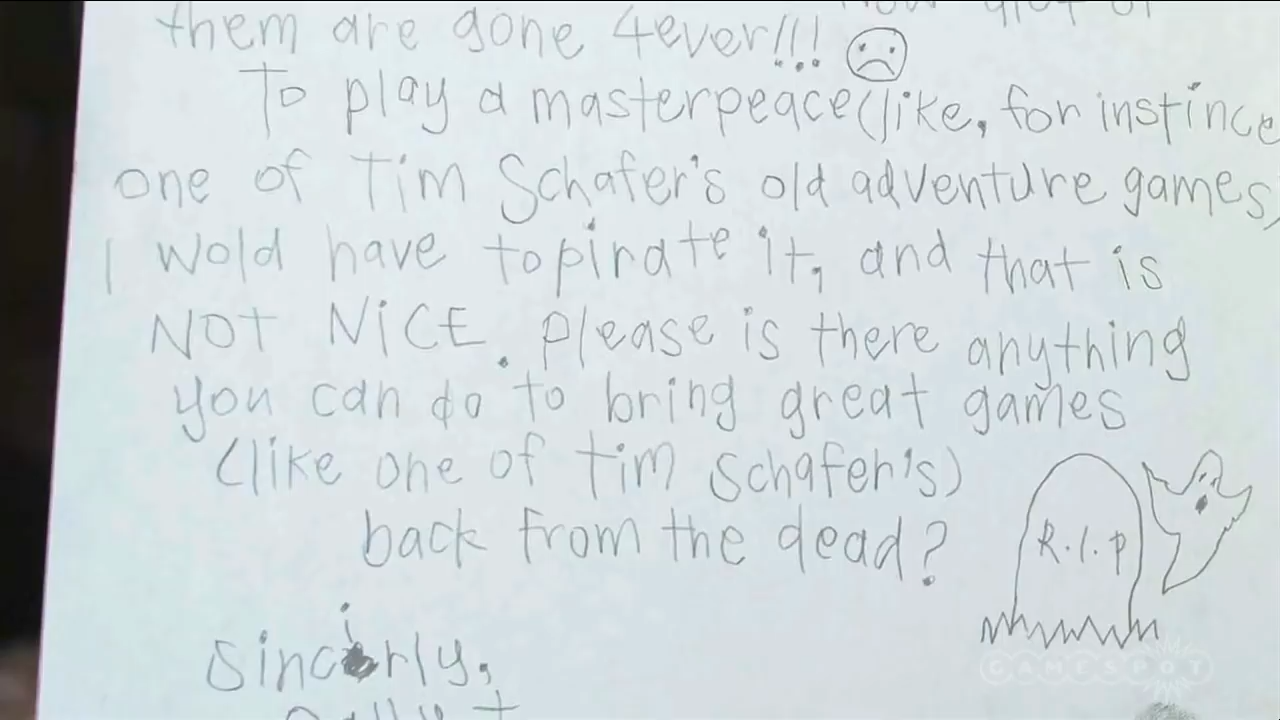 them are gone 4ever!!!
To play a masterpeace (like, for instince
one of Tim Schafer's old adventure games,
I wold have to pirate it, and that is
NOT NiCE. please is there anything
you can do to bring great games
(like one of Tim Schafer's)
back from the dead?
R.I.P
Sincirly,
GAMESPOT